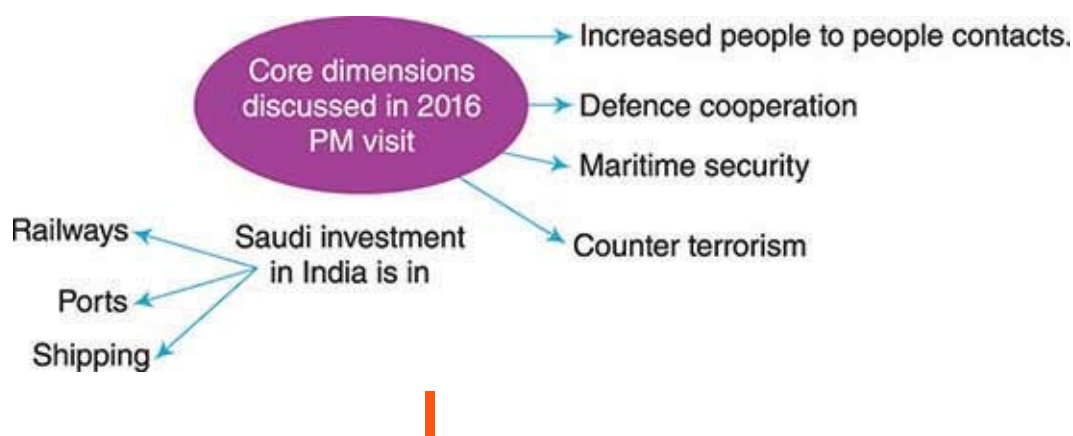 Core dimensions
discussed in 2016
PM visit
Increased people to people contacts.
Defence cooperation
Maritime security
Counter terrorism
Saudi investment
in India is in
Railways
Ports
Shipping